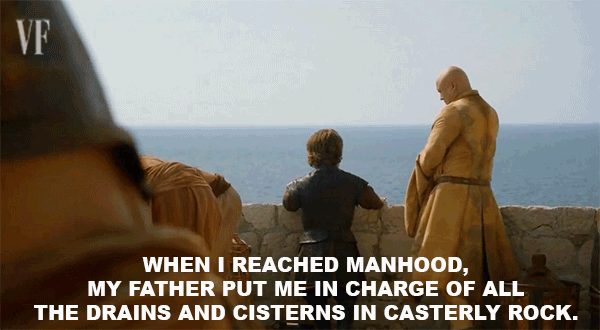 VF
WHEN I REACHED MANHOOD,
MY FATHER PUT ME IN CHARGE OF ALL
THE DRAINS AND CISTERNS IN CASTERLY ROCK.